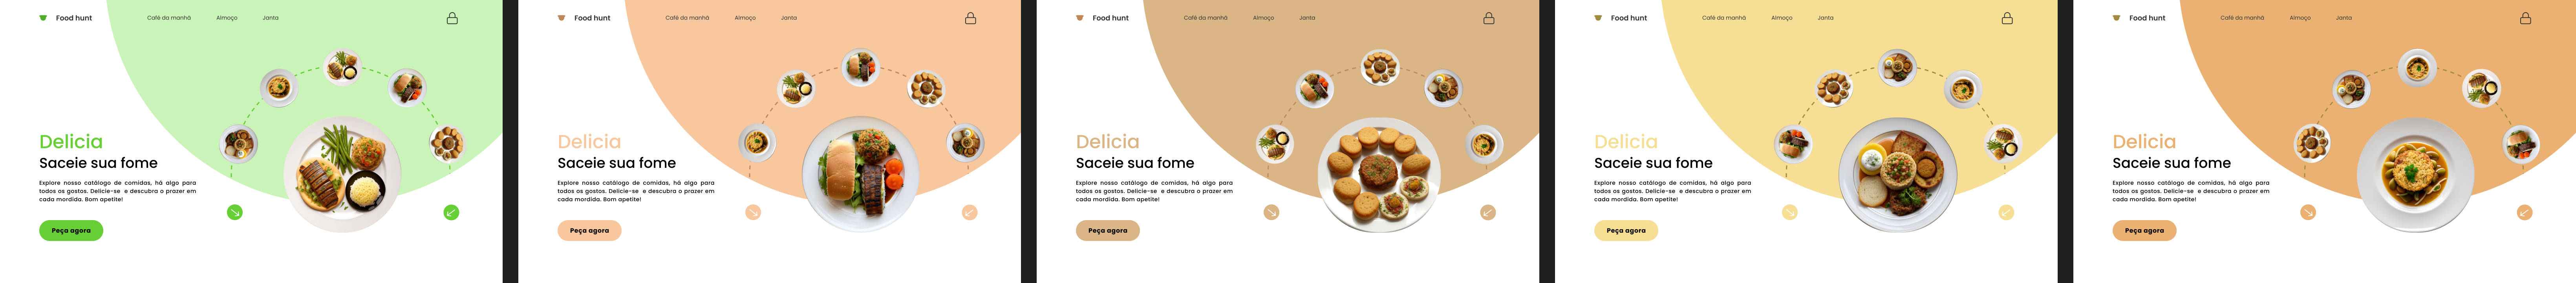 Food hunt Café da manhã Almoço Janta
Delicia
Saceie sua fome
Explore nosso catálogo de comidas, há algo para
todos os gostos. Delicie-se e descubra o prazer em
cada mordida. Bom apetite!
Peça agora
Food hunt Café da manhã Almoço Janta
Delicia
Saceie sua fome
Explore nosso catálogo de comidas, há algo para
todos os gostos. Delicie-se e descubra o prazer em
cada mordida. Bom apetite!
Peça agora
Food hunt Café da manhã Almoço Janta
Delicia
Saceie sua fome
Explore nosso catálogo de comidas, há algo para
todos os gostos. Delicie-se e descubra o prazer em
cada mordida. Bom apetite!
Peça agora
Food hunt Café da manhã Almoço Janta
Delicia
Saceie sua fome
Explore nosso catálogo de comidas, há algo para
todos os gostos. Delicie-se e descubra o prazer em
cada mordida. Bom apetite!
Peça agora
Food hunt Café da manhã Almoço Janta
Delicia
Saceie sua fome
Explore nosso catálogo de comidas, há algo para
todos os gostos. Delicie-se e descubra o prazer em
cada mordida. Bom apetite!
Peça agora